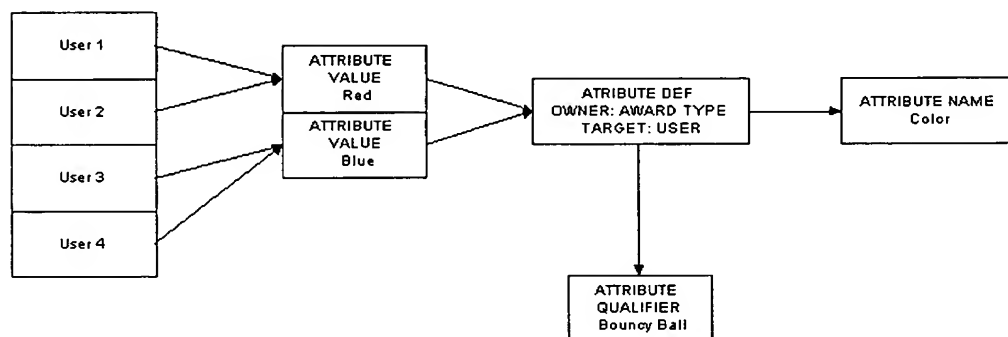 User 1
User 2
User 3
User 4
ATTRIBUTE
VALUE
Red
ATTRIBUTE
VALUE
Blue
ATRIBUTE DEF
OWNER: AWARD TYPE
TARGET: USER
ATTRIBUTE NAME
Color
ATTRIBUTE
QUALIFIER
Bouncy Ball